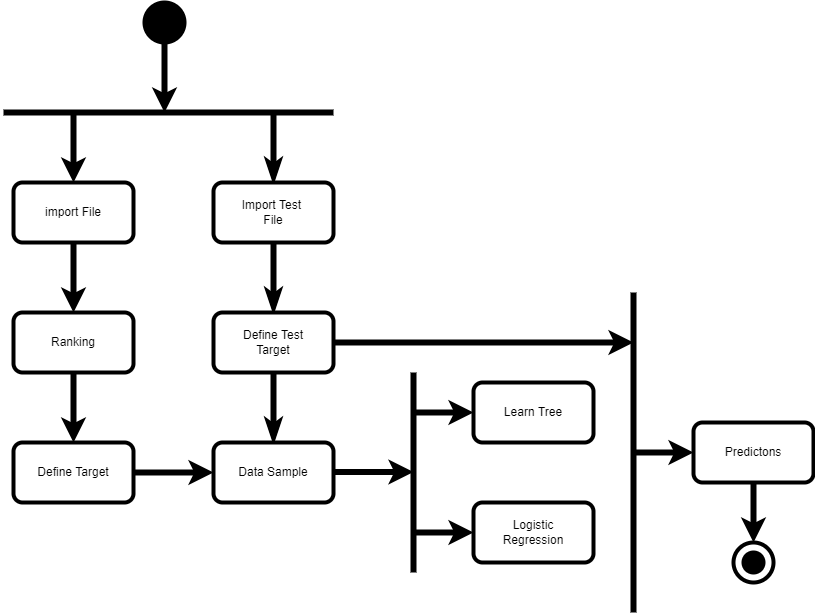 import File
Import Test
File
Ranking
Define Test
Target
Learn Tree
Define Target
Data Sample
Predictons
Logistic
Regression